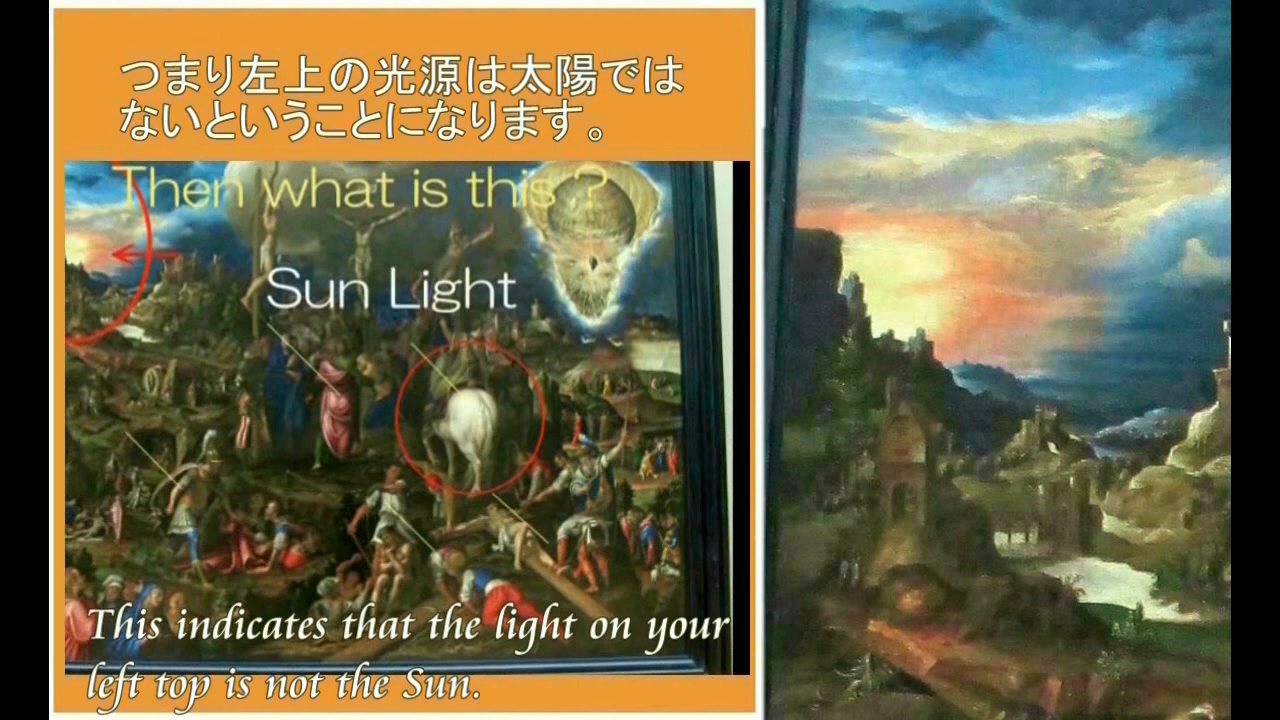 つまり左上の光源は太陽では
ないということになります。
Then what is this ?
Sun Light
This indicates that the light on your
left top is not the Sun.